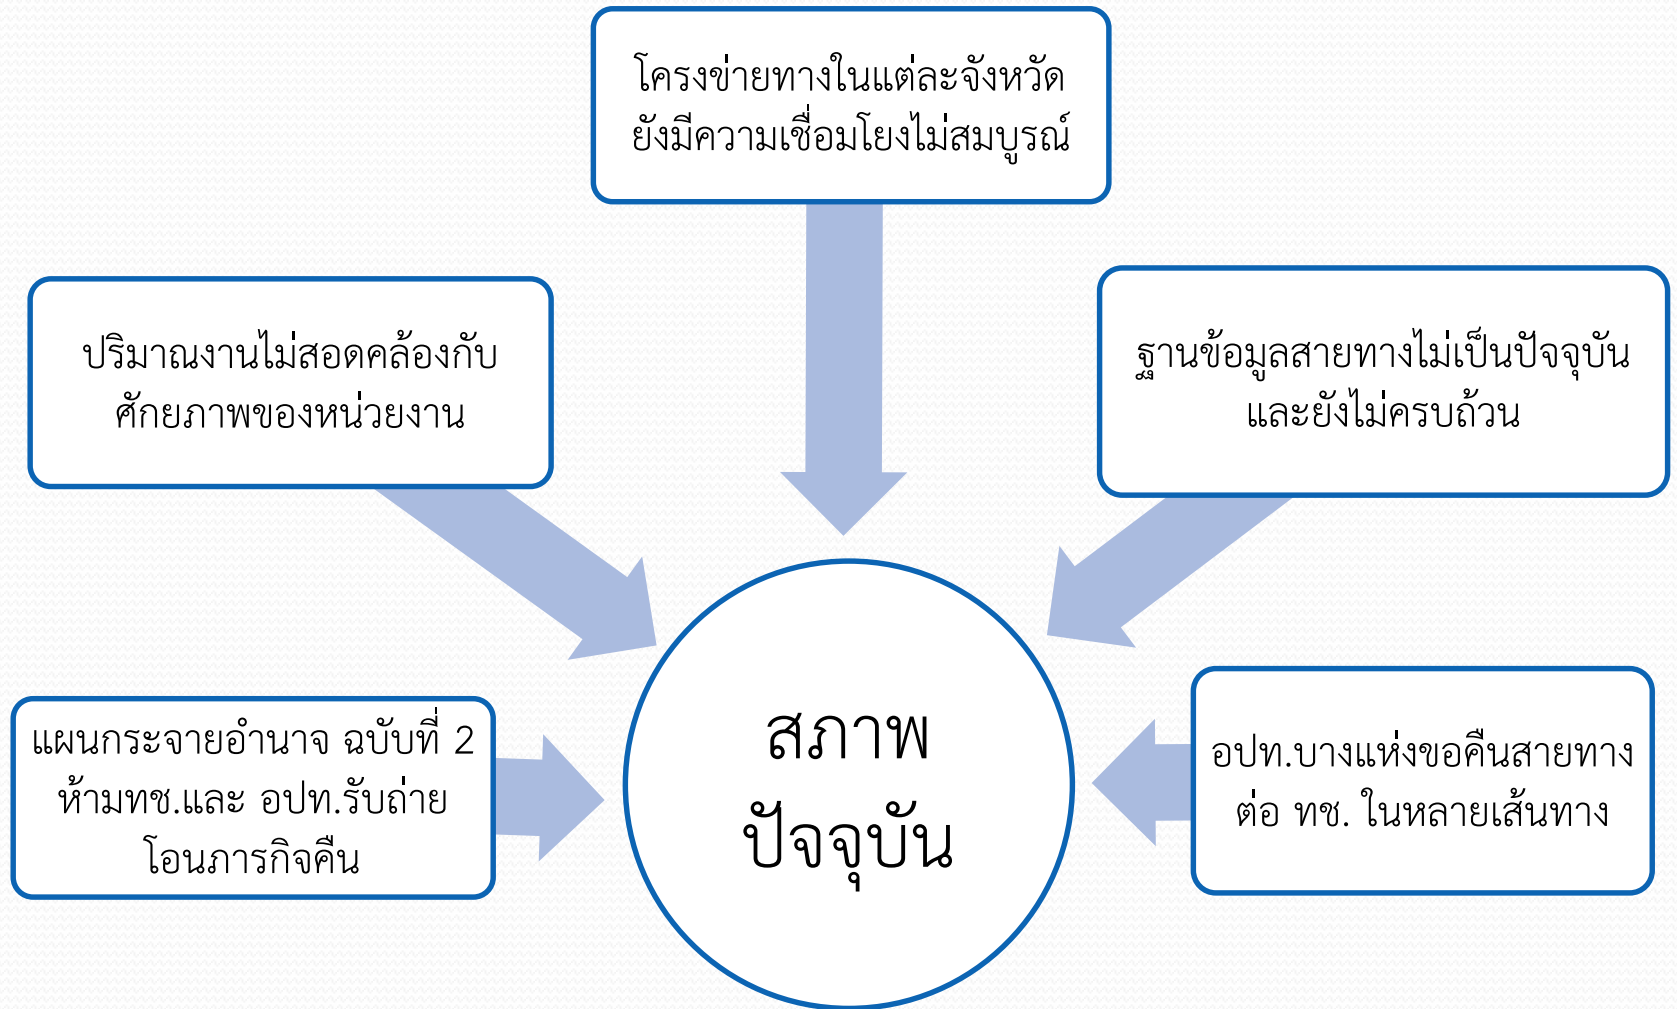 โครงข่ายทางในแต่ละจังหวัด
ยังมีความเชื่อมโยงไม่สมบูรณ์
ปริมาณงานไม่สอดคล้องกับ
ศักยภาพของหน่วยงาน
ฐานข้อมูลสายทางไม่เป็นปัจจุบัน
และยังไม่ครบถ้วน
แผนกระจายอำนาจ ฉบับที่ 2
ห้ามทช.และ อปท.รับถ่าย
โอนภารกิจคืน
สภาพ
ปัจจุบัน
อปท.บางแห่งขอคืนสายทาง
ต่อ ทช. ในหลายเส้นทาง